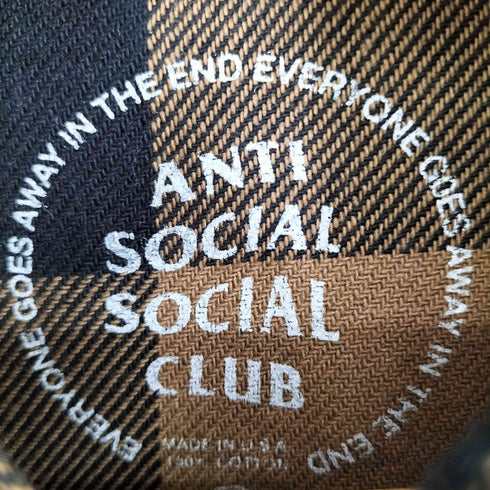 EVERYONE GOES AWAY IN THE END EVERYONE GOES AWAY IN THE END
ANTI
SOCIAL
SOCIAL
CLUB
MADE IN U.S.A
100% COTTON